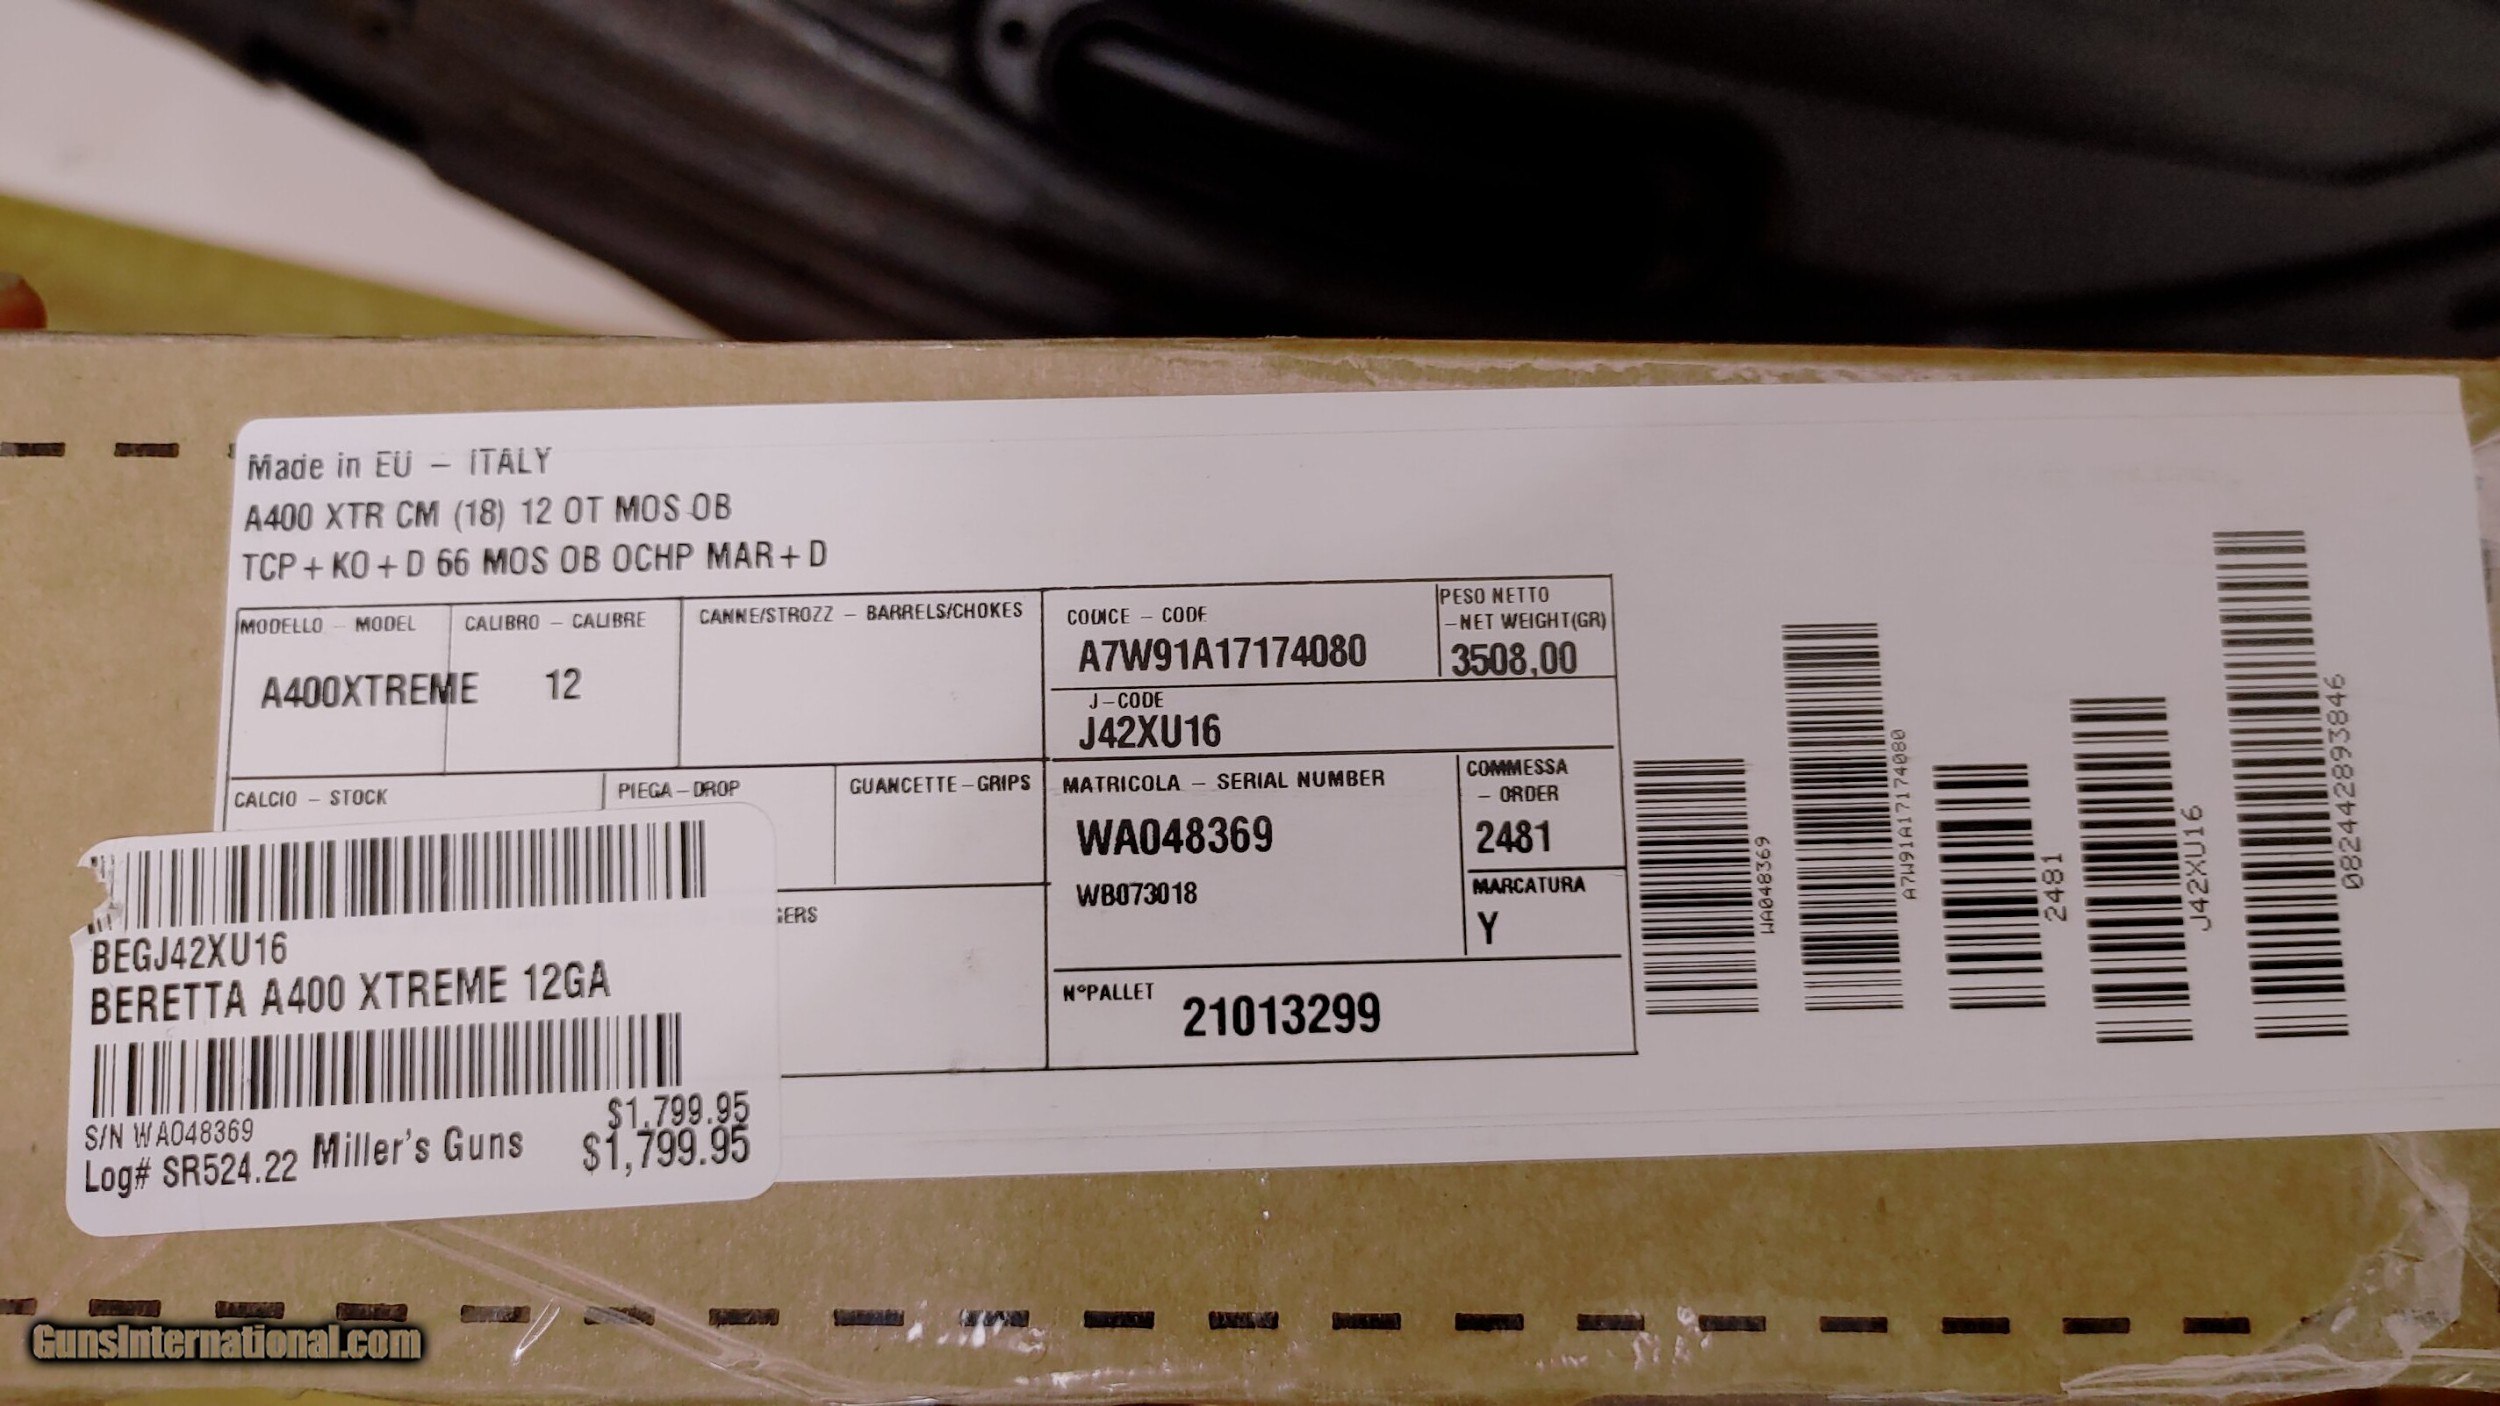 Made in EU – ITALY
A400 XTR CM (18) 12 OT MOS OB
TCP+KO+D 66 MOS OB OCHP MAR+D
MODELLO – MODEL
A400XTREME
CALIBRO – CALIBRE
12
CANNE/STROZZ – BARRELS/CHOKES
CODICE – CODE
A7W91A17174080
PESO NETTO
–NET WEIGHT(GR)
3508,00
J–CODE
J42XU16
CALCIO – STOCK
PIEGA–DROP
GUANCETTE–GRIPS
MATRICOLA – SERIAL NUMBER
WA048369
WB073018
COMMESSA
– ORDER
2481
MARCATURA
Y
N°PALLET 21013299
WA048369
A7W91A17174080
2481
J42XU16
082442893846
BEGJ42XU16
BERETTA A400 XTREME 12GA
$1,799.95
S/N WA048369
Log# SR524.22 Miller's Guns $1,799.95
GunsInternational.com